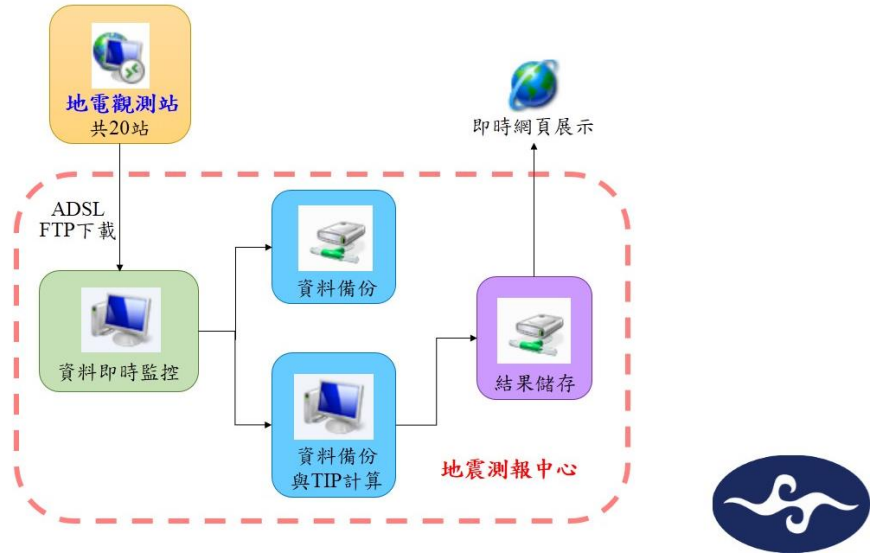 地電觀測站
共20站
即時網頁展示
ADSL
FTP下載
資料備份
資料即時監控
結果儲存
資料備份
與TIP計算
地震測報中心